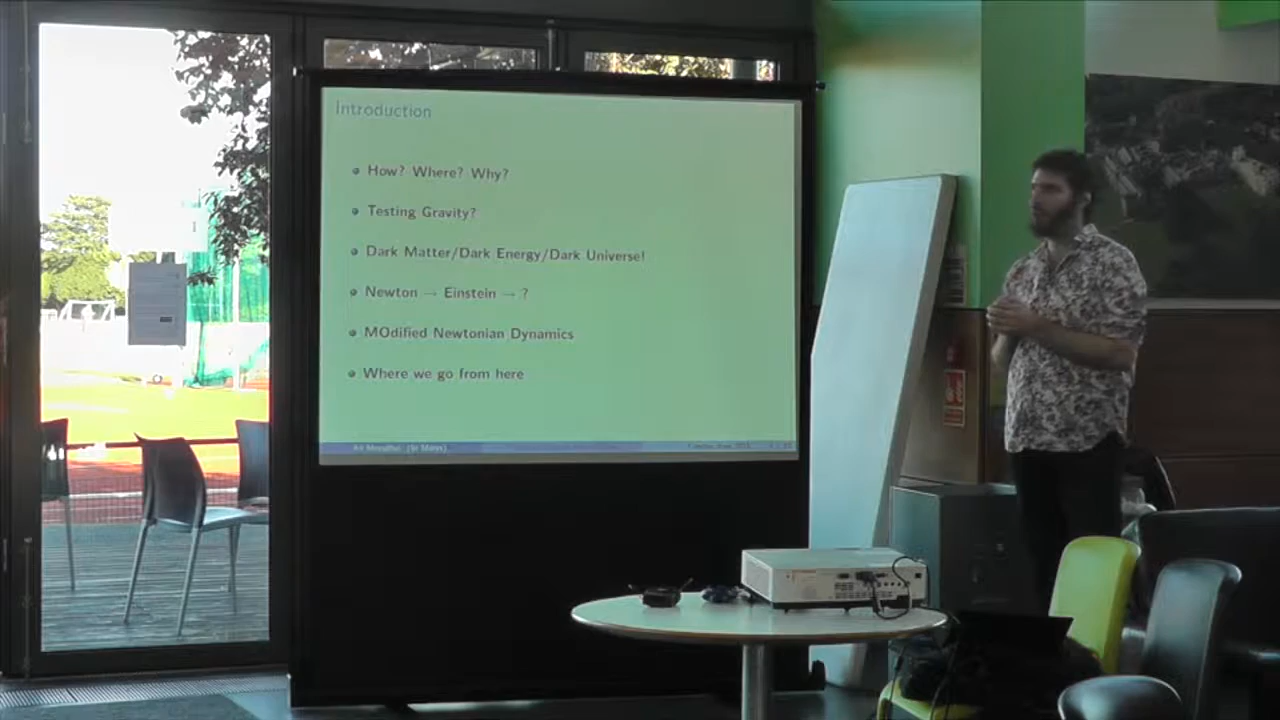 Introduction
How? Where? Why?
Testing Gravity?
Dark Matter/Dark Energy/Dark Universe!
Newton → Einstein → ?
MOdified Newtonian Dynamics
Where we go from here